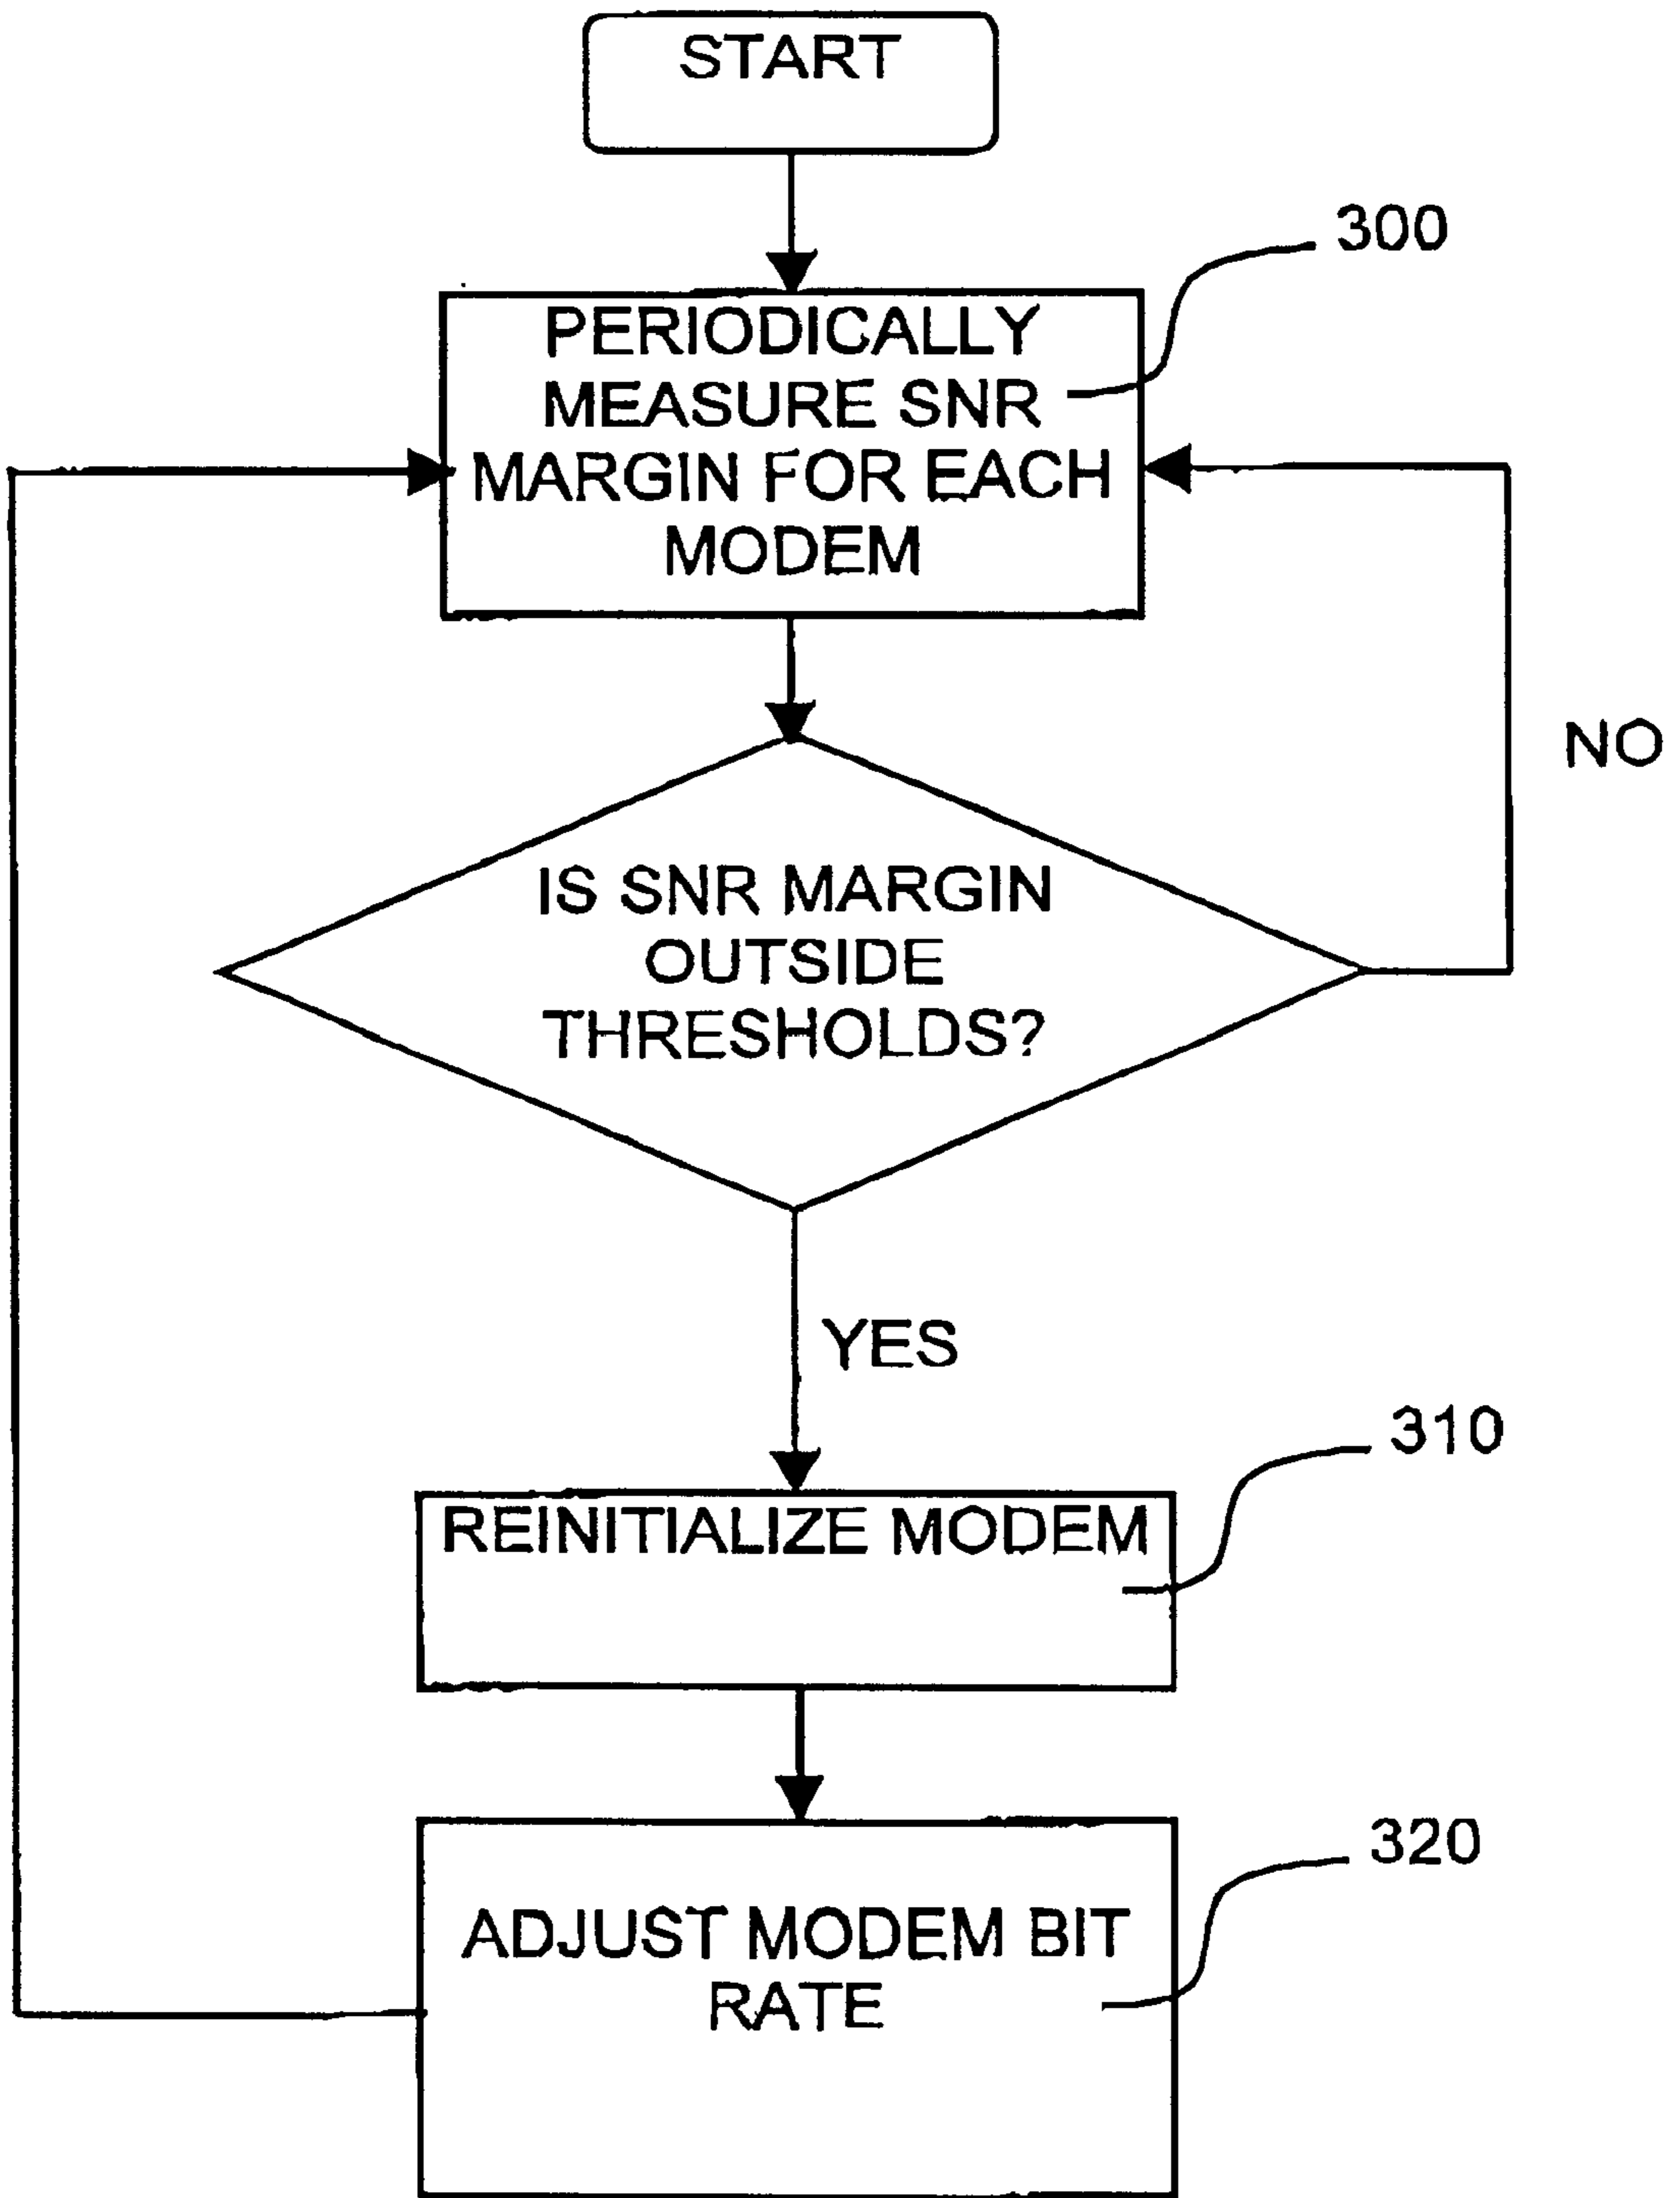 START
300
PERIODICALLY
MEASURE SNR
MARGIN FOR EACH
MODEM
NO
IS SNR MARGIN
OUTSIDE
THRESHOLDS?
YES
310
REINITIALIZE MODEM
320
ADJUST MODEM BIT
RATE